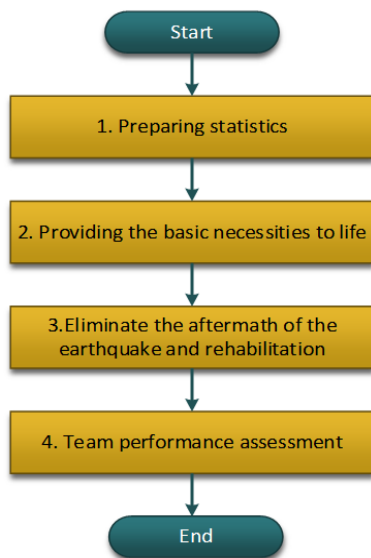 Start
1. Preparing statistics
2. Providing the basic necessities to life
3.Eliminate the aftermath of the
earthquake and rehabilitation
4. Team performance assessment
End